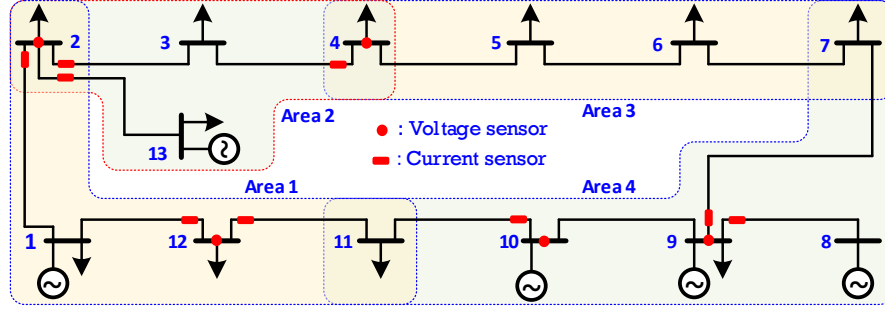 2
3
4
5
6
7
Area 2
Area 3
13
: Voltage sensor
: Current sensor
Area 1
Area 4
1
12
11
10
9
8